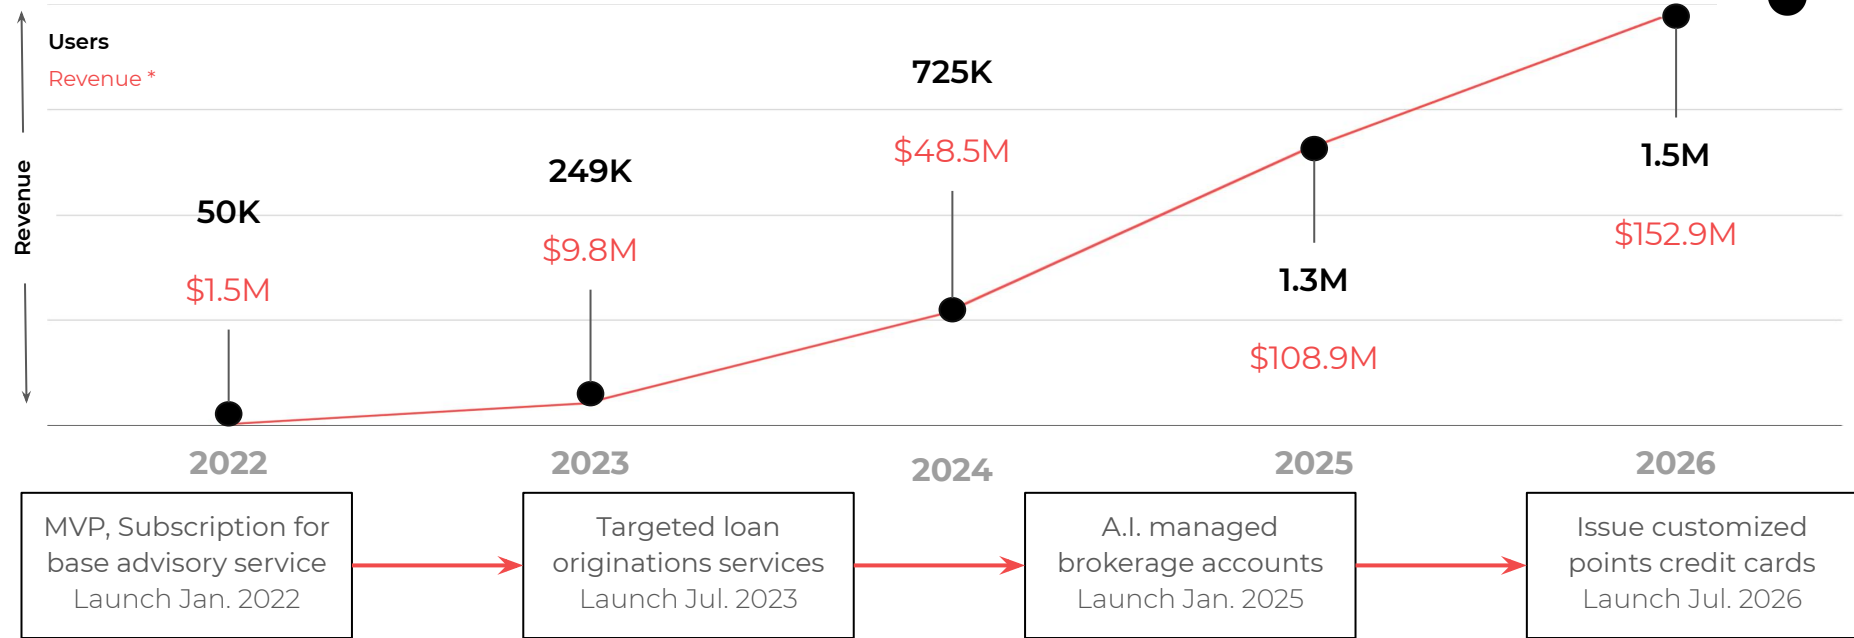 Users
Revenue *
Revenue
50K
$1.5M
249K
$9.8M
725K
$48.5M
1.3M
$108.9M
1.5M
$152.9M
2022
2023
2024
2025
2026
MVP, Subscription for
base advisory service
Launch Jan. 2022
Targeted loan
originations services
Launch Jul. 2023
A.I. managed
brokerage accounts
Launch Jan. 2025
Issue customized
points credit cards
Launch Jul. 2026